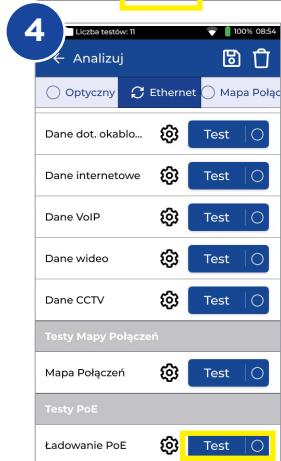 4
Liczba testów: 11 100% 08:54
← Analizuj
Optyczny Ethernet Mapa Połąc
Dane dot. okablo... Test
Dane internetowe Test
Dane VoIP Test
Dane wideo Test
Dane CCTV Test
Testy Mapy Połączeń
Mapa Połączeń Test
Testy PoE
Ładowanie PoE Test